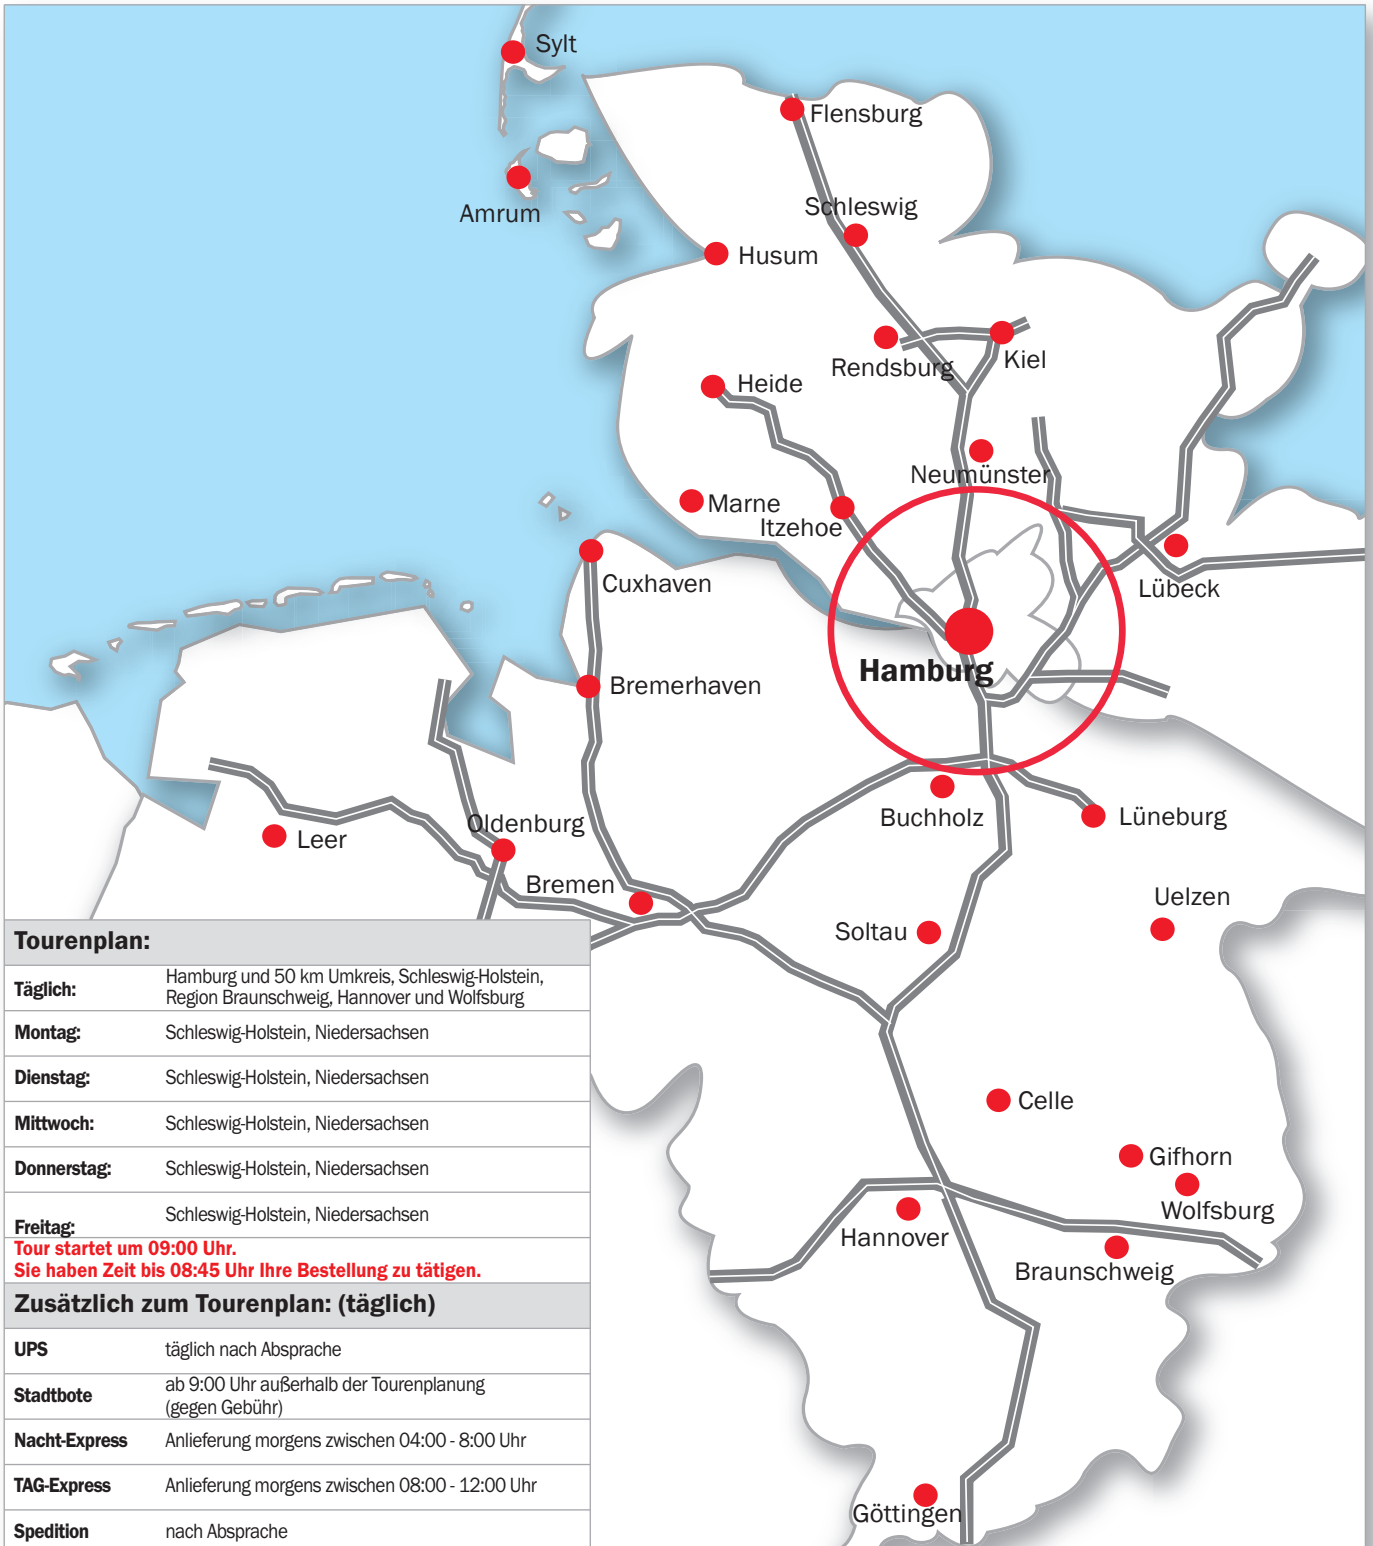 Sylt
Flensburg
Amrum
Schleswig
Husum
Rendsburg
Kiel
Heide
Neumünster
Marne
Itzehoe
Cuxhaven
Lübeck
Hamburg
Bremerhaven
Buchholz
Lüneburg
Oldenburg
Leer
Bremen
Uelzen
Soltau
Celle
Gifhorn
Wolfsburg
Hannover
Braunschweig
Göttingen
Tourenplan:
Täglich: Hamburg und 50 km Umkreis, Schleswig-Holstein,
Region Braunschweig, Hannover und Wolfsburg
Montag: Schleswig-Holstein, Niedersachsen
Dienstag: Schleswig-Holstein, Niedersachsen
Mittwoch: Schleswig-Holstein, Niedersachsen
Donnerstag: Schleswig-Holstein, Niedersachsen
Freitag: Schleswig-Holstein, Niedersachsen
Tour startet um 09:00 Uhr.
Sie haben Zeit bis 08:45 Uhr Ihre Bestellung zu tätigen.
Zusätzlich zum Tourenplan: (täglich)
UPS täglich nach Absprache
Stadtbote ab 9:00 Uhr außerhalb der Tourenplanung
(gegen Gebühr)
Nacht-Express Anlieferung morgens zwischen 04:00 - 8:00 Uhr
TAG-Express Anlieferung morgens zwischen 08:00 - 12:00 Uhr
Spedition nach Absprache